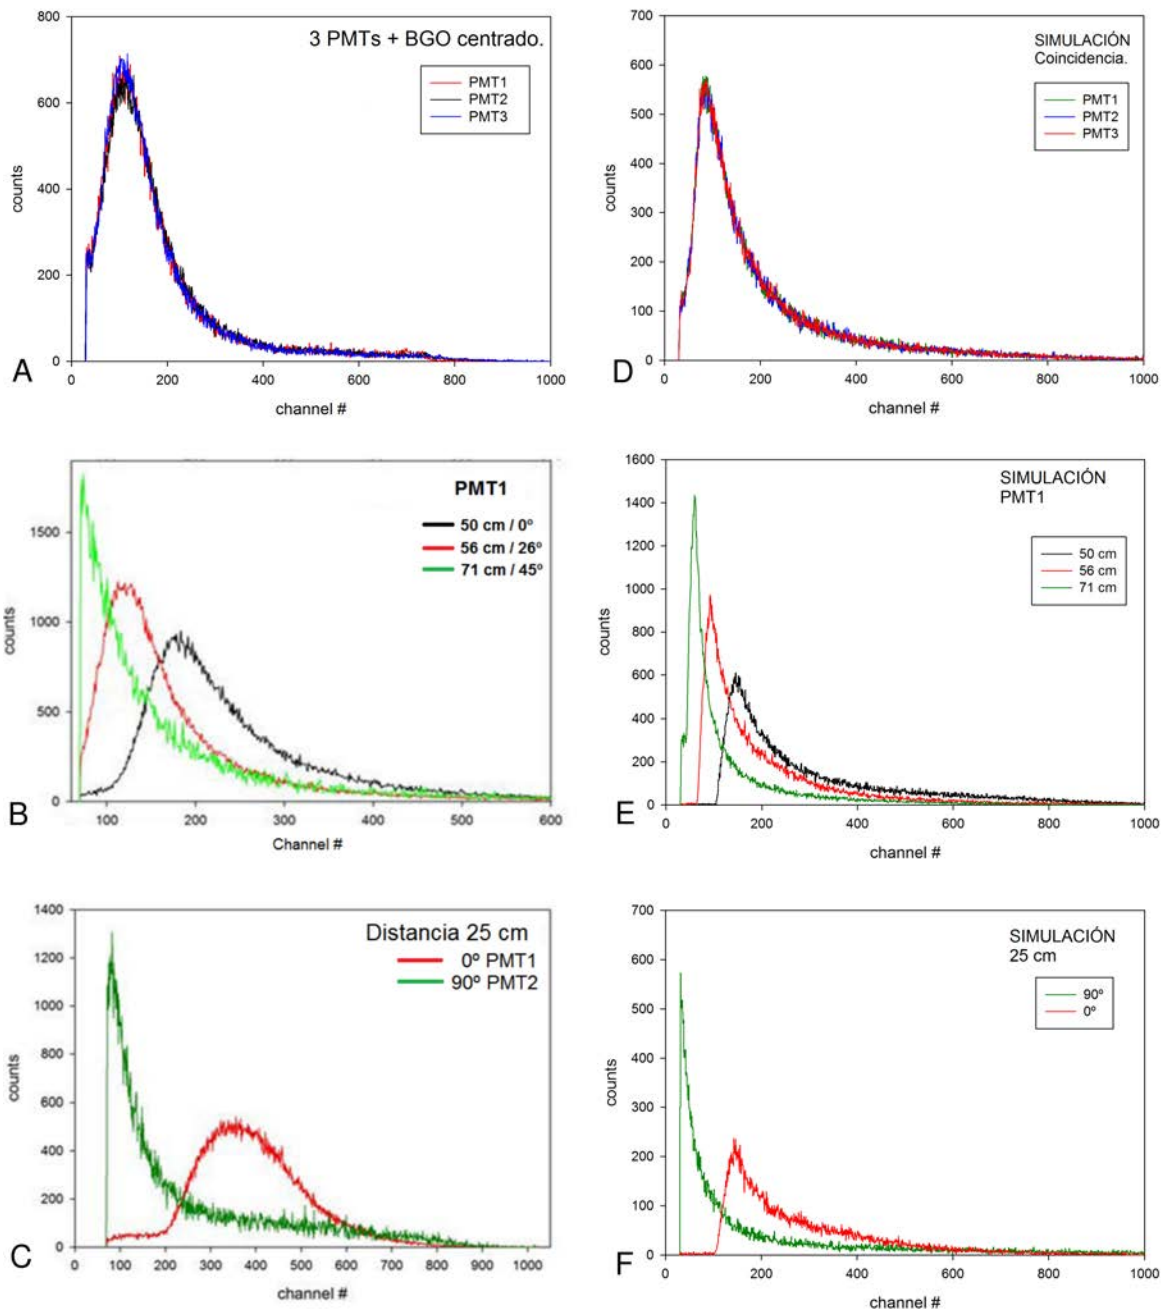 800
600
400
200
0
counts
3 PMTs + BGO centrado.
PMT1
PMT2
PMT3
0 200 400 600 800 1000
channel #
A
700
600
500
400
300
200
100
0
counts
SIMULACIÓN
Coincidencia.
PMT1
PMT2
PMT3
0 200 400 600 800 1000
channel #
D
1500
1000
500
0
counts
PMT1
50 cm / 0º
56 cm / 26º
71 cm / 45º
100 200 300 400 500 600
Channel #
B
1600
1400
1200
1000
800
600
400
200
0
counts
SIMULACIÓN
PMT1
50 cm
56 cm
71 cm
0 200 400 600 800 1000
channel #
E
1400
1200
1000
800
600
400
200
0
counts
Distancia 25 cm
0º PMT1
90º PMT2
0 100 200 300 400 500 600 700 800 900 1000
channel #
C
700
600
500
400
300
200
100
0
counts
SIMULACIÓN
25 cm
90º
0º
0 200 400 600 800 1000
channel #
F